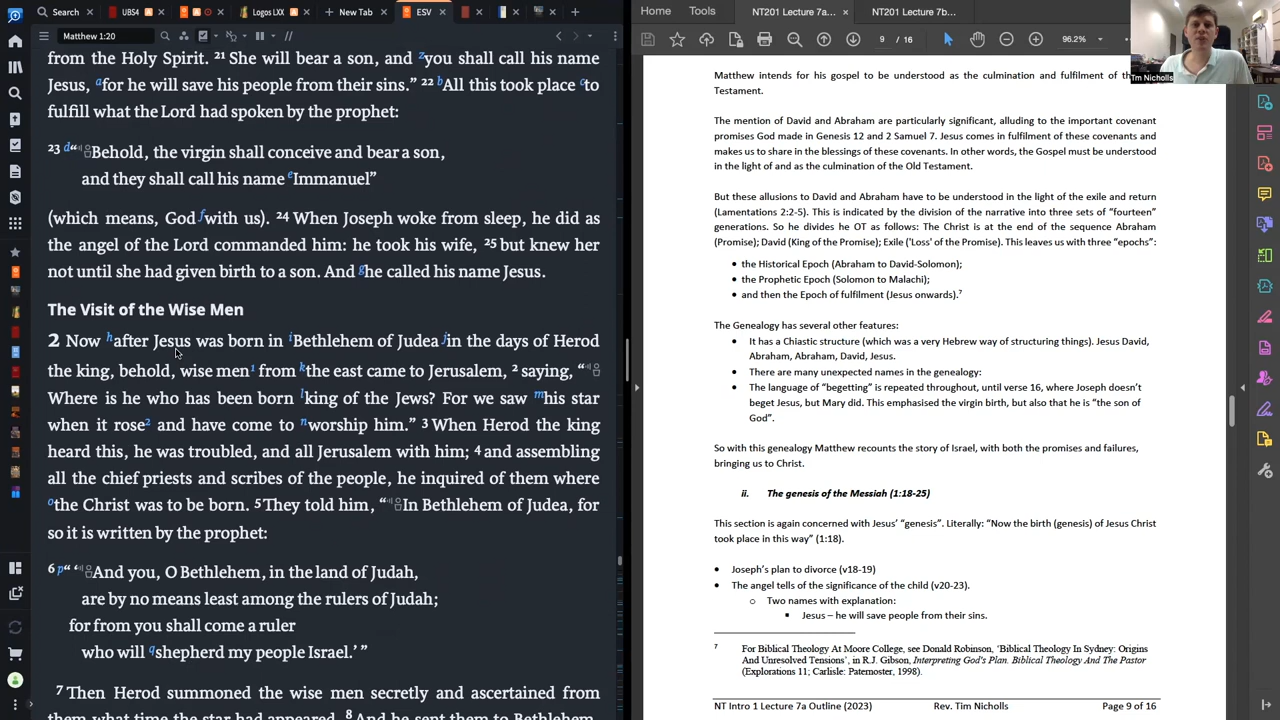 UBS4
Logos LXX
New Tab
ESV
Matthew 1:20
from the Holy Spirit. 21 She will bear a son, and zyou shall call his name
Jesus, afor he will save his people from their sins.” 22 bAll this took place cto
fulfill what the Lord had spoken by the prophet:
23 d“Behold, the virgin shall conceive and bear a son,
and they shall call his name eImmanuel”
(which means, God fwith us). 24 When Joseph woke from sleep, he did as
the angel of the Lord commanded him: he took his wife, 25 but knew her
not until she had given birth to a son. And ghe called his name Jesus.
The Visit of the Wise Men
2 Now hafter Jesus was born in iBethlehem of Judea jin the days of Herod
the king, behold, wise men1 from kthe east came to Jerusalem, 2 saying, “
Where is he who has been born lking of the Jews? For we saw mhis star
when it rose2 and have come to nworship him.” 3 When Herod the king
heard this, he was troubled, and all Jerusalem with him; 4 and assembling
all the chief priests and scribes of the people, he inquired of them where
othe Christ was to be born. 5 They told him, “In Bethlehem of Judea, for
so it is written by the prophet:
6 p“‘And you, O Bethlehem, in the land of Judah,
are by no means least among the rulers of Judah;
for from you shall come a ruler
who will qshepherd my people Israel.’”
7 Then Herod summoned the wise men secretly and ascertained from
Home Tools NT201 Lecture 7a... × NT201 Lecture 7b...
9 / 16 96.2%
Tim Nicholls
Matthew intends for his gospel to be understood as the culmination and fulfilment of
Testament.
The mention of David and Abraham are particularly significant, alluding to the important covenant
promises God made in Genesis 12 and 2 Samuel 7. Jesus comes in fulfilment of these covenants and
makes us to share in the blessings of these covenants. In other words, the Gospel must be understood
in the light of and as the culmination of the Old Testament.
But these allusions to David and Abraham have to be understood in the light of the exile and return
(Lamentations 2:2-5). This is indicated by the division of the narrative into three sets of “fourteen”
generations. So he divides he OT as follows: The Christ is at the end of the sequence Abraham
(Promise); David (King of the Promise); Exile ('Loss' of the Promise). This leaves us with three “epochs”:
• the Historical Epoch (Abraham to David-Solomon);
• the Prophetic Epoch (Solomon to Malachi);
• and then the Epoch of fulfilment (Jesus onwards).7
The Genealogy has several other features:
• It has a Chiastic structure (which was a very Hebrew way of structuring things). Jesus David,
Abraham, Abraham, David, Jesus.
• There are many unexpected names in the genealogy:
• The language of “begetting” is repeated throughout, until verse 16, where Joseph doesn’t
beget Jesus, but Mary did. This emphasised the virgin birth, but also that he is “the son of
God”.
So with this genealogy Matthew recounts the story of Israel, with both the promises and failures,
bringing us to Christ.
ii. The genesis of the Messiah (1:18-25)
This section is again concerned with Jesus’ “genesis”. Literally: “Now the birth (genesis) of Jesus Christ
took place in this way” (1:18).
• Joseph’s plan to divorce (v18-19)
• The angel tells of the significance of the child (v20-23).
o Two names with explanation:
▪ Jesus – he will save people from their sins.
7 For Biblical Theology At Moore College, see Donald Robinson, ‘Biblical Theology In Sydney: Origins
And Unresolved Tensions’, in R.J. Gibson, Interpreting God's Plan. Biblical Theology And The Pastor
(Explorations 11; Carlisle: Paternoster, 1998).
NT Intro 1 Lecture 7a Outline (2023) Rev. Tim Nicholls Page 9 of 16